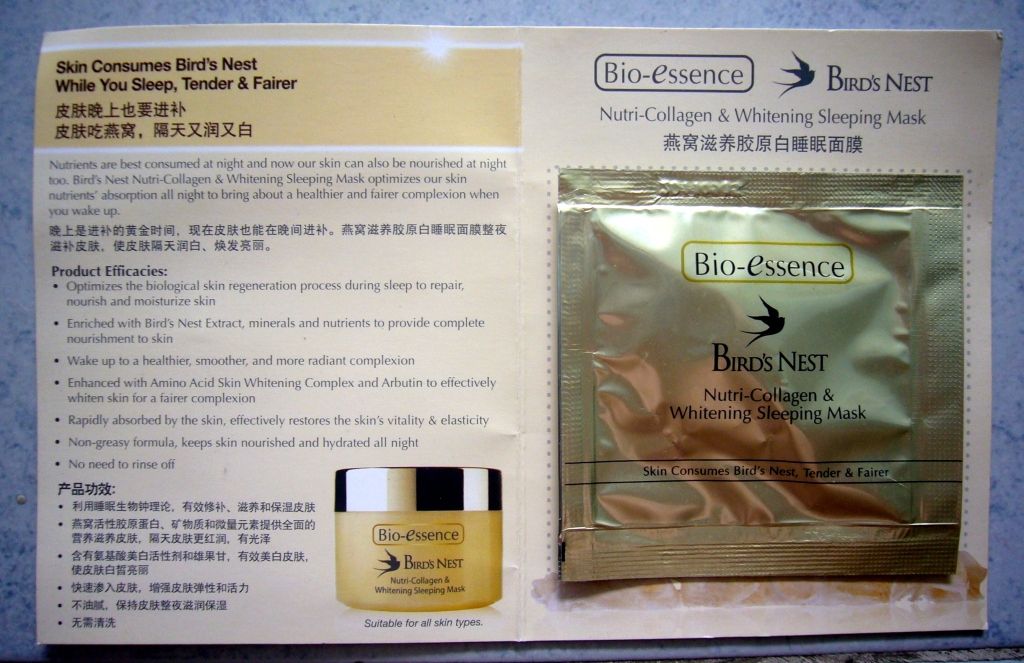 Skin Consumes Bird's Nest
While You Sleep, Tender & Fairer
皮肤晚上也要进补
皮肤吃燕窝，隔天又润又白
Nutrients are best consumed at night and now our skin can also be nourished at night
too. Bird's Nest Nutri-Collagen & Whitening Sleeping Mask optimizes our skin
nutrients' absorption all night to bring about a healthier and fairer complexion when
you wake up.
晚上是进补的黄金时间，现在皮肤也能在晚间进补。燕窝滋养胶原白睡眠面膜整夜
滋补皮肤，使皮肤隔天润白、焕发亮丽。
Product Efficacies:
• Optimizes the biological skin regeneration process during sleep to repair,
nourish and moisturize skin
• Enriched with Bird's Nest Extract, minerals and nutrients to provide complete
nourishment to skin
• Wake up to a healthier, smoother, and more radiant complexion
• Enhanced with Amino Acid Skin Whitening Complex and Arbutin to effectively
whiten skin for a fairer complexion
• Rapidly absorbed by the skin, effectively restores the skin's vitality & elasticity
• Non-greasy formula, keeps skin nourished and hydrated all night
• No need to rinse off
产品功效:
• 利用睡眠生物钟理论，有效修补、滋养和保湿皮肤
• 燕窝活性胶原蛋白、矿物质和微量元素提供全面的
营养滋养皮肤，隔天皮肤更红润，有光泽
• 含有氨基酸美白活性剂和雄果甘，有效美白皮肤，
使皮肤白皙亮丽
• 快速渗入皮肤，增强皮肤弹性和活力
• 不油腻，保持皮肤整夜滋润保湿
• 无需清洗
Bio-essence
BIRD'S NEST
Nutri-Collagen &
Whitening Sleeping Mask
Suitable for all skin types.
Bio-essence BIRD'S NEST
Nutri-Collagen & Whitening Sleeping Mask
燕窝滋养胶原白睡眠面膜
Bio-essence
BIRD'S NEST
Nutri-Collagen &
Whitening Sleeping Mask
Skin Consumes Bird's Nest, Tender & Fairer